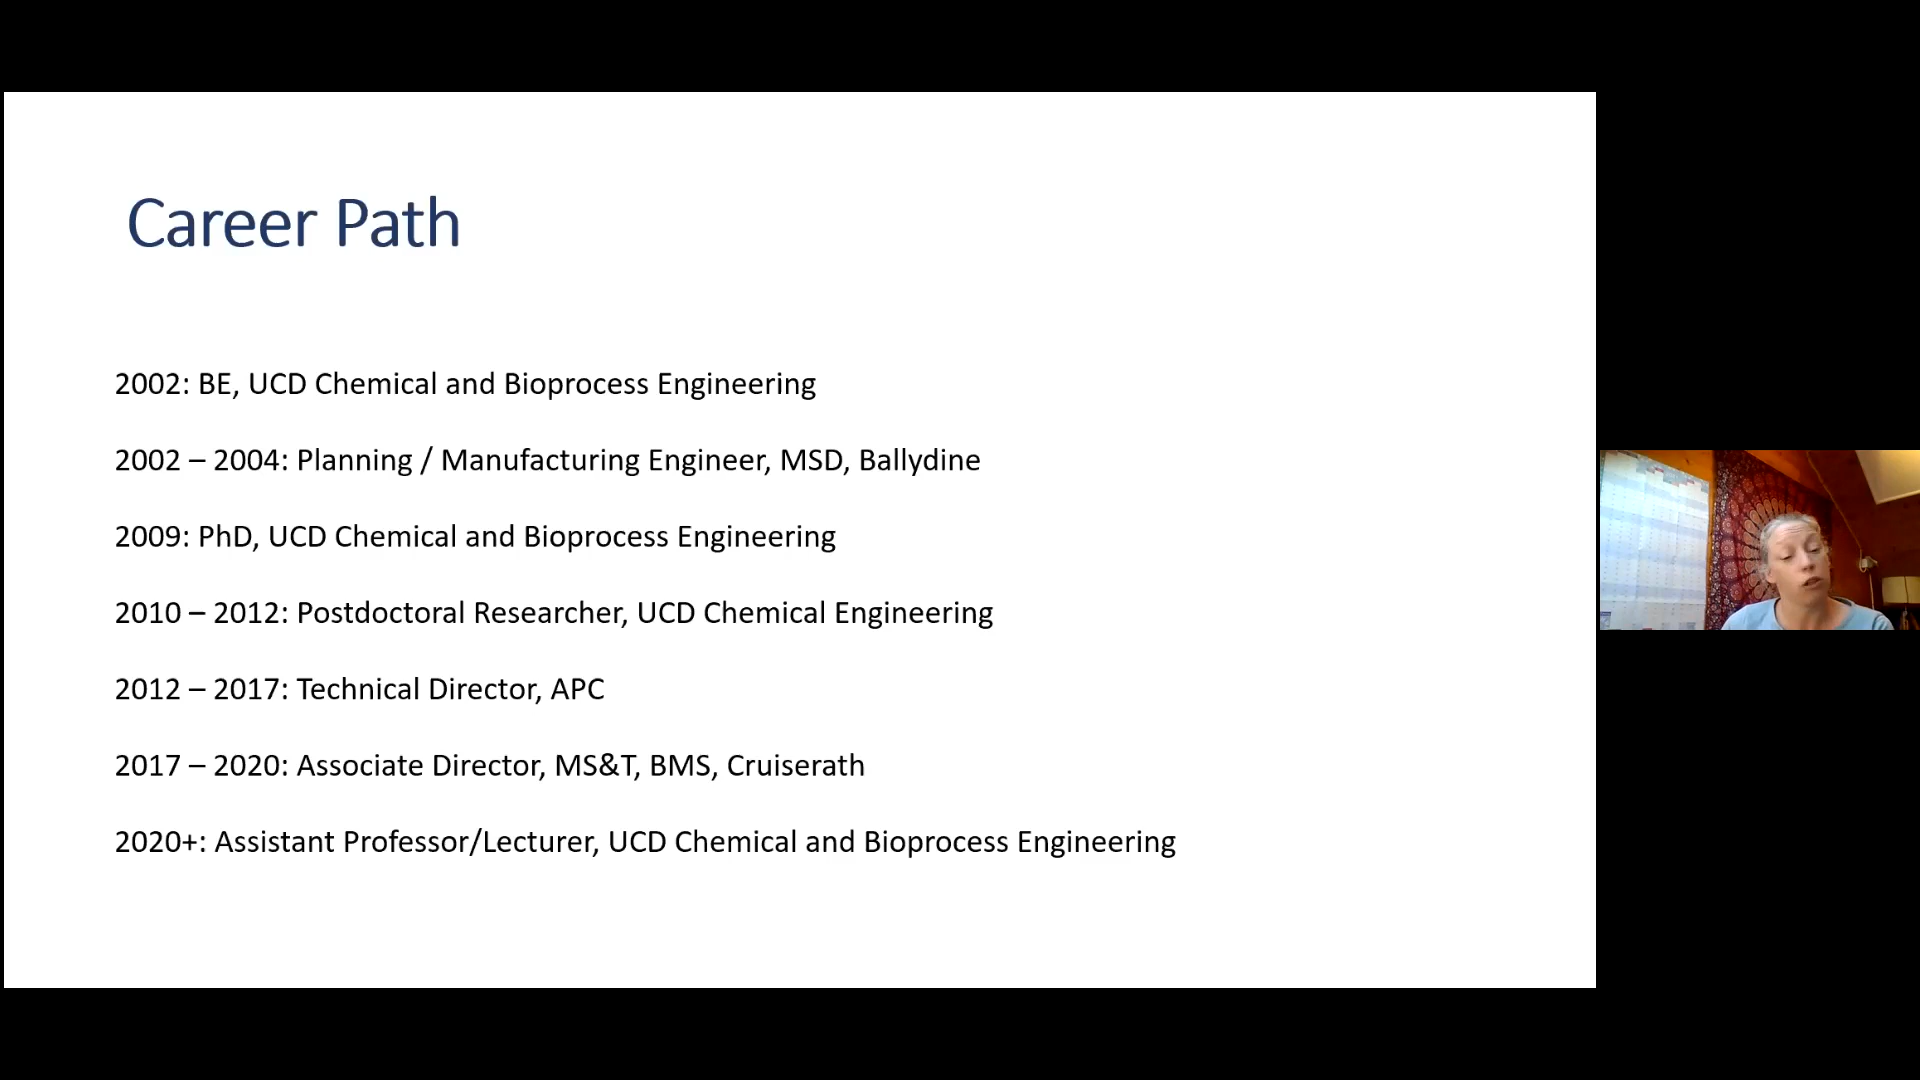 Career Path
2002: BE, UCD Chemical and Bioprocess Engineering
2002 – 2004: Planning / Manufacturing Engineer, MSD, Ballydine
2009: PhD, UCD Chemical and Bioprocess Engineering
2010 – 2012: Postdoctoral Researcher, UCD Chemical Engineering
2012 – 2017: Technical Director, APC
2017 – 2020: Associate Director, MS&T, BMS, Cruiserath
2020+: Assistant Professor/Lecturer, UCD Chemical and Bioprocess Engineering